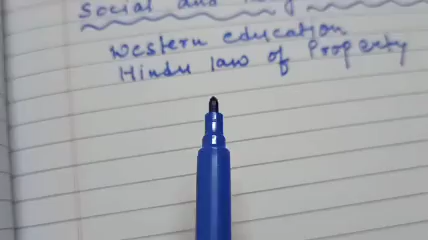 Social and
Western education
Hindu law of Property